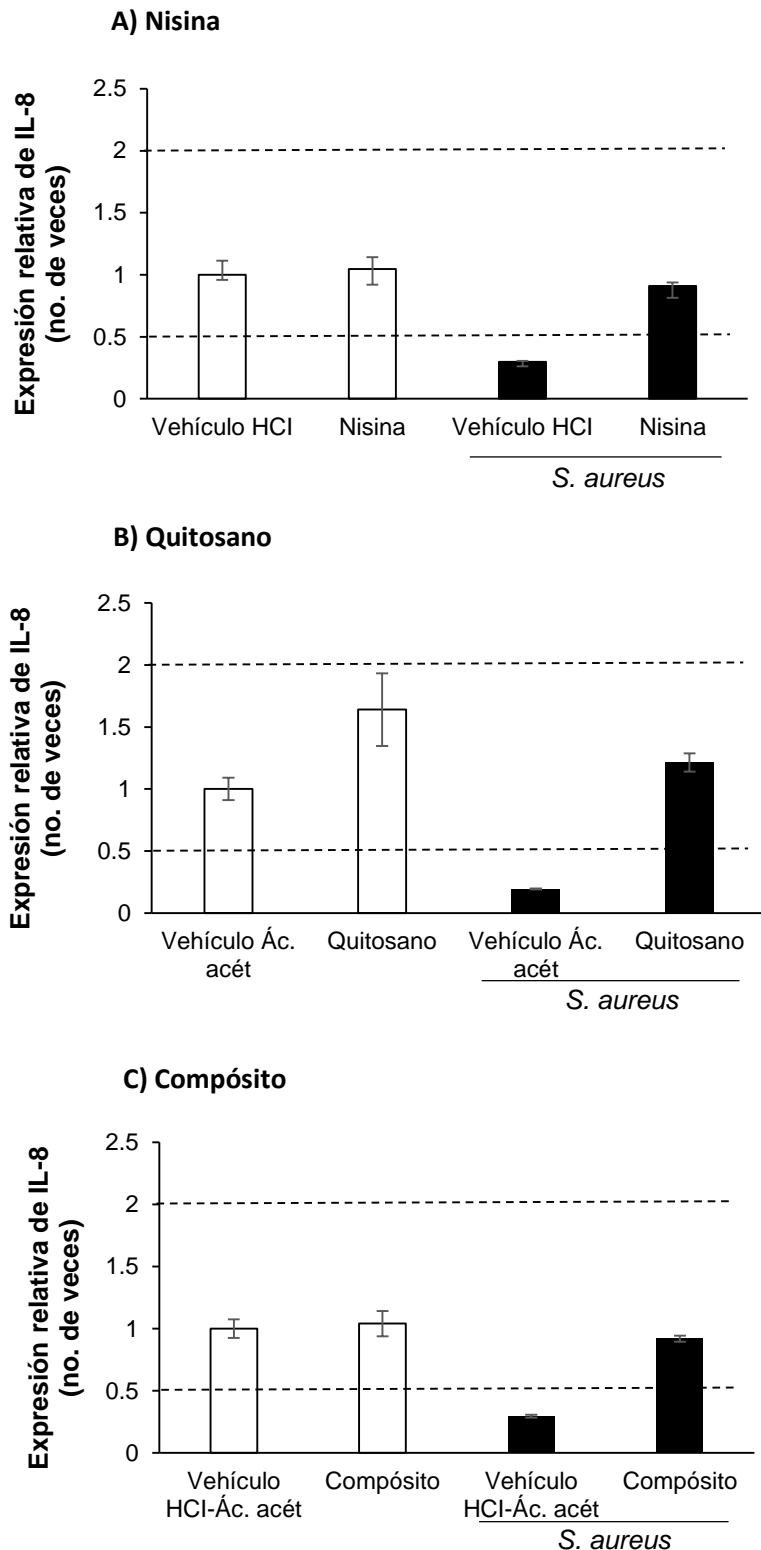 A) Nisina
Expresión relativa de IL-8
(no. de veces)
2.5
2
1.5
1
0.5
0
Vehículo HCl
Nisina
Vehículo HCl
Nisina
S. aureus
B) Quitosano
Expresión relativa de IL-8
(no. de veces)
2.5
2
1.5
1
0.5
0
Vehículo Ác.
acét
Quitosano
Vehículo Ác.
acét
Quitosano
S. aureus
C) Compósito
Expresión relativa de IL-8
(no. de veces)
2.5
2
1.5
1
0.5
0
Vehículo
HCl-Ác. acét
Compósito
Vehículo
HCl-Ác. acét
Compósito
S. aureus